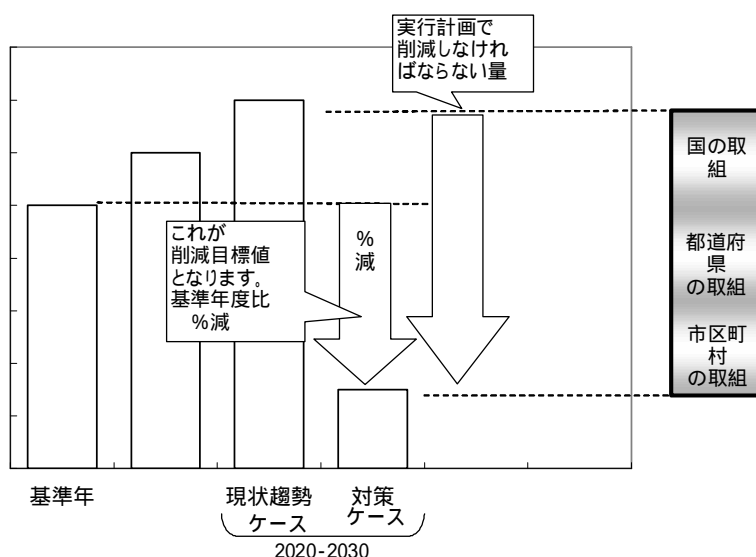 実行計画で
削減しなけれ
ばならない量
国の取
組
都道府
県
の取組
市区町
村
の取組
これが
削減目標値
となります。
基準年度比
%減
%
減
基準年
現状趨勢
ケース
対策
ケース
2020-2030